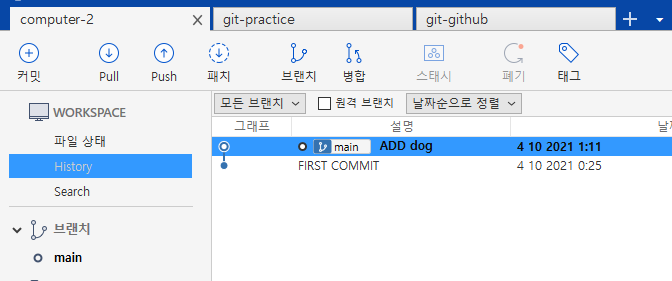 computer-2 git-practice git-github
커밋 Pull Push 패치 브랜치 병합 스태시 폐기 태그
WORKSPACE 모든 브랜치 원격 브랜치 날짜순으로 정렬
그래프 설명 날짜
파일 상태 main ADD dog 4 10 2021 1:11
History FIRST COMMIT 4 10 2021 0:25
Search
브랜치
main